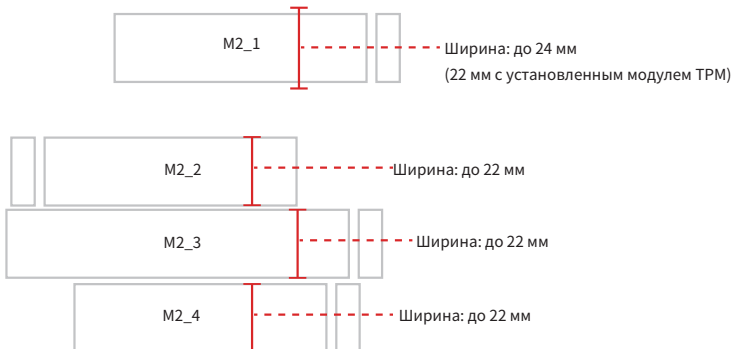 M2_1
Ширина: до 24 мм
(22 мм с установленным модулем TPM)
M2_2
Ширина: до 22 мм
M2_3
Ширина: до 22 мм
M2_4
Ширина: до 22 мм